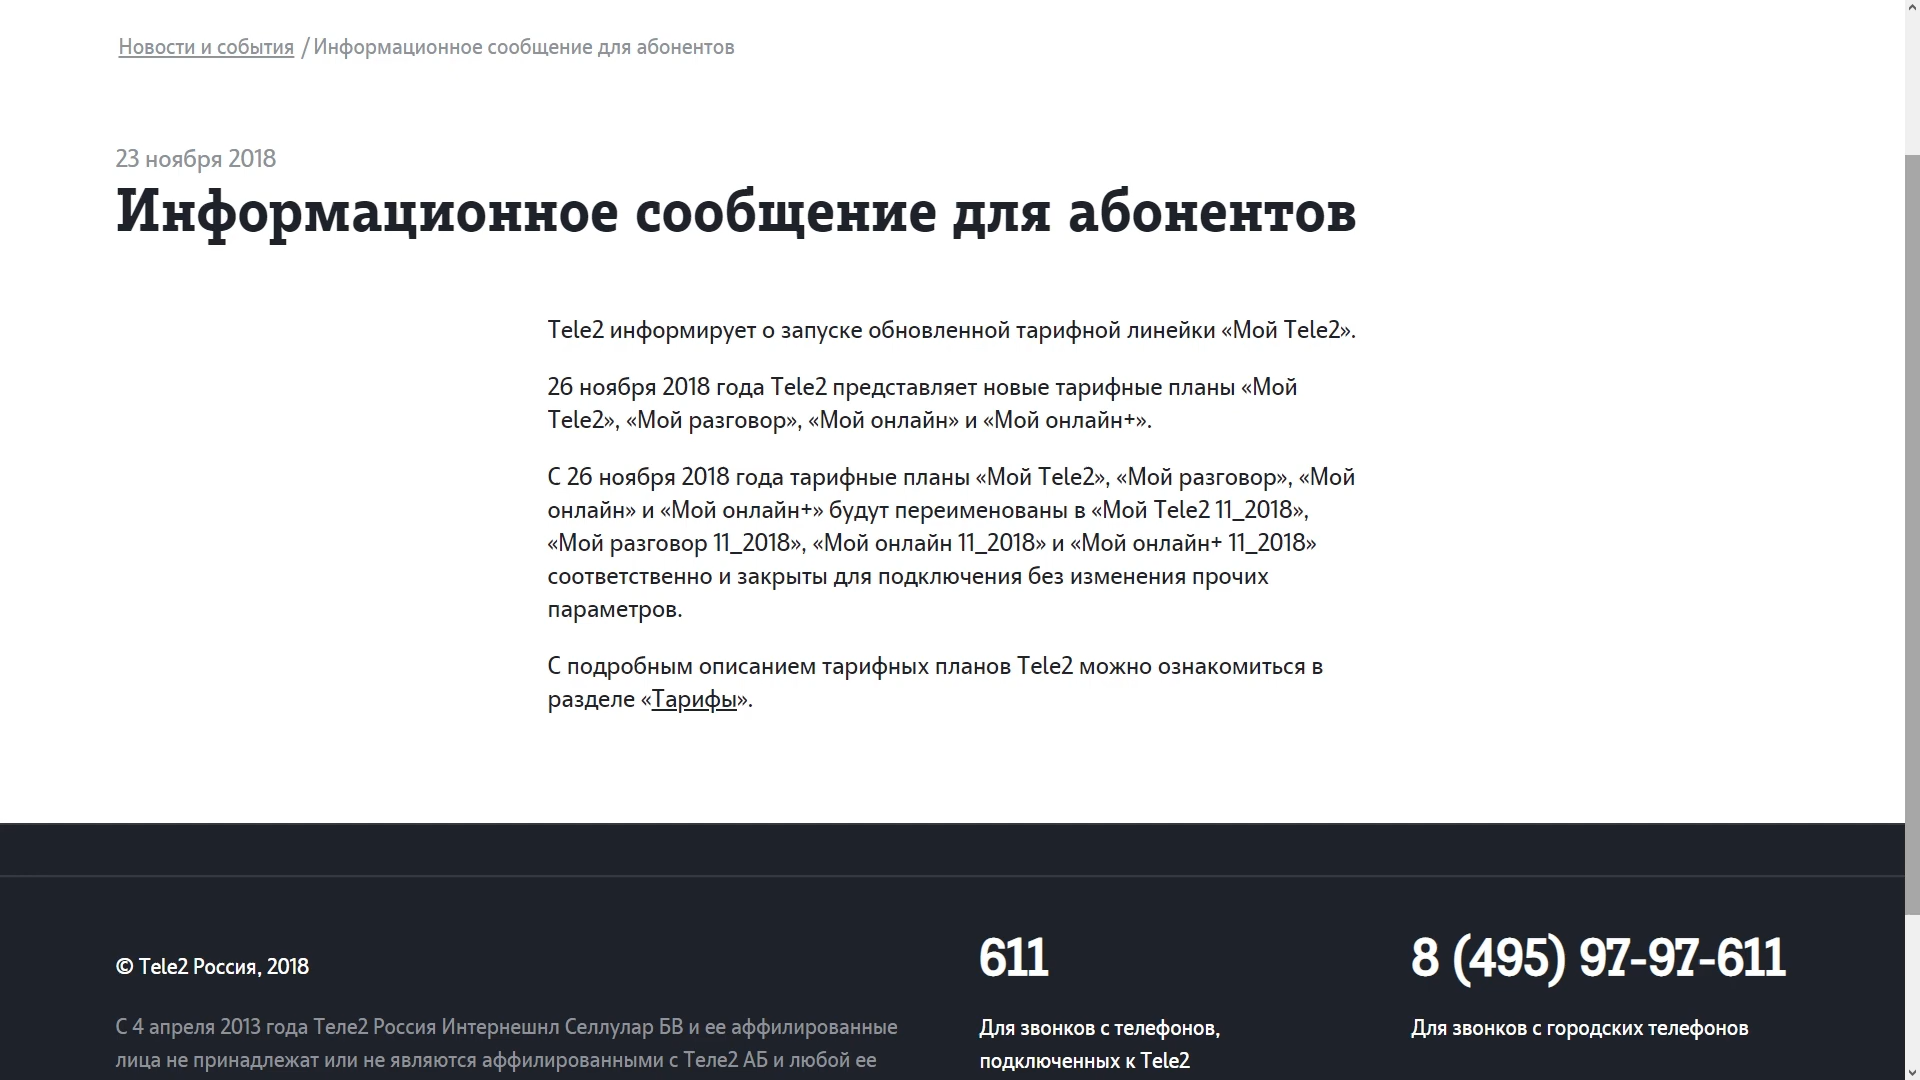 Новости и события / Информационное сообщение для абонентов
23 ноября 2018
Информационное сообщение для абонентов
Tele2 информирует о запуске обновленной тарифной линейки «Мой Tele2».
26 ноября 2018 года Tele2 представляет новые тарифные планы «Мой
Tele2», «Мой разговор», «Мой онлайн» и «Мой онлайн+».
С 26 ноября 2018 года тарифные планы «Мой Tele2», «Мой разговор», «Мой
онлайн» и «Мой онлайн+» будут переименованы в «Мой Tele2 11_2018»,
«Мой разговор 11_2018», «Мой онлайн 11_2018» и «Мой онлайн+ 11_2018»
соответственно и закрыты для подключения без изменения прочих
параметров.
С подробным описанием тарифных планов Tele2 можно ознакомиться в
разделе «Тарифы».
© Tele2 Россия, 2018
С 4 апреля 2013 года Теле2 Россия Интернешнл Селлулар БВ и ее аффилированные
лица не принадлежат или не являются аффилированными с Теле2 АБ и любой ее
611
Для звонков с телефонов,
подключенных к Tele2
8 (495) 97-97-611
Для звонков с городских телефонов